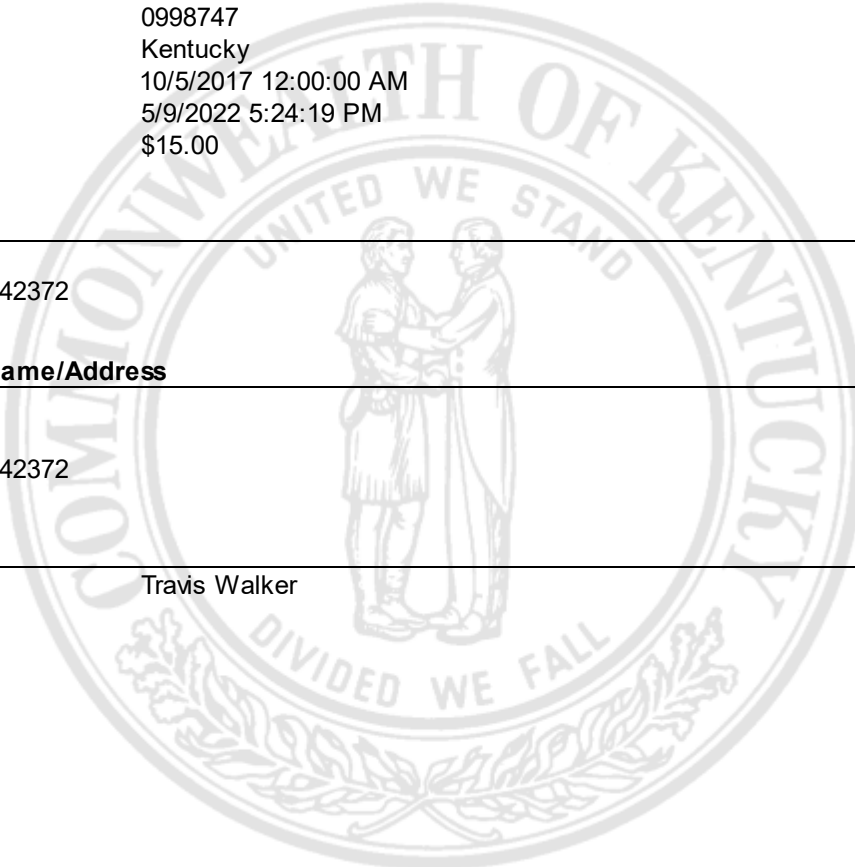 0998747
Kentucky
10/5/2017 12:00:00 AM
5/9/2022 5:24:19 PM
$15.00
COMMONWEALTH OF KENTUCKY
UNITED WE STAND
42372
ame/Address
42372
Travis Walker
DIVIDED WE FALL